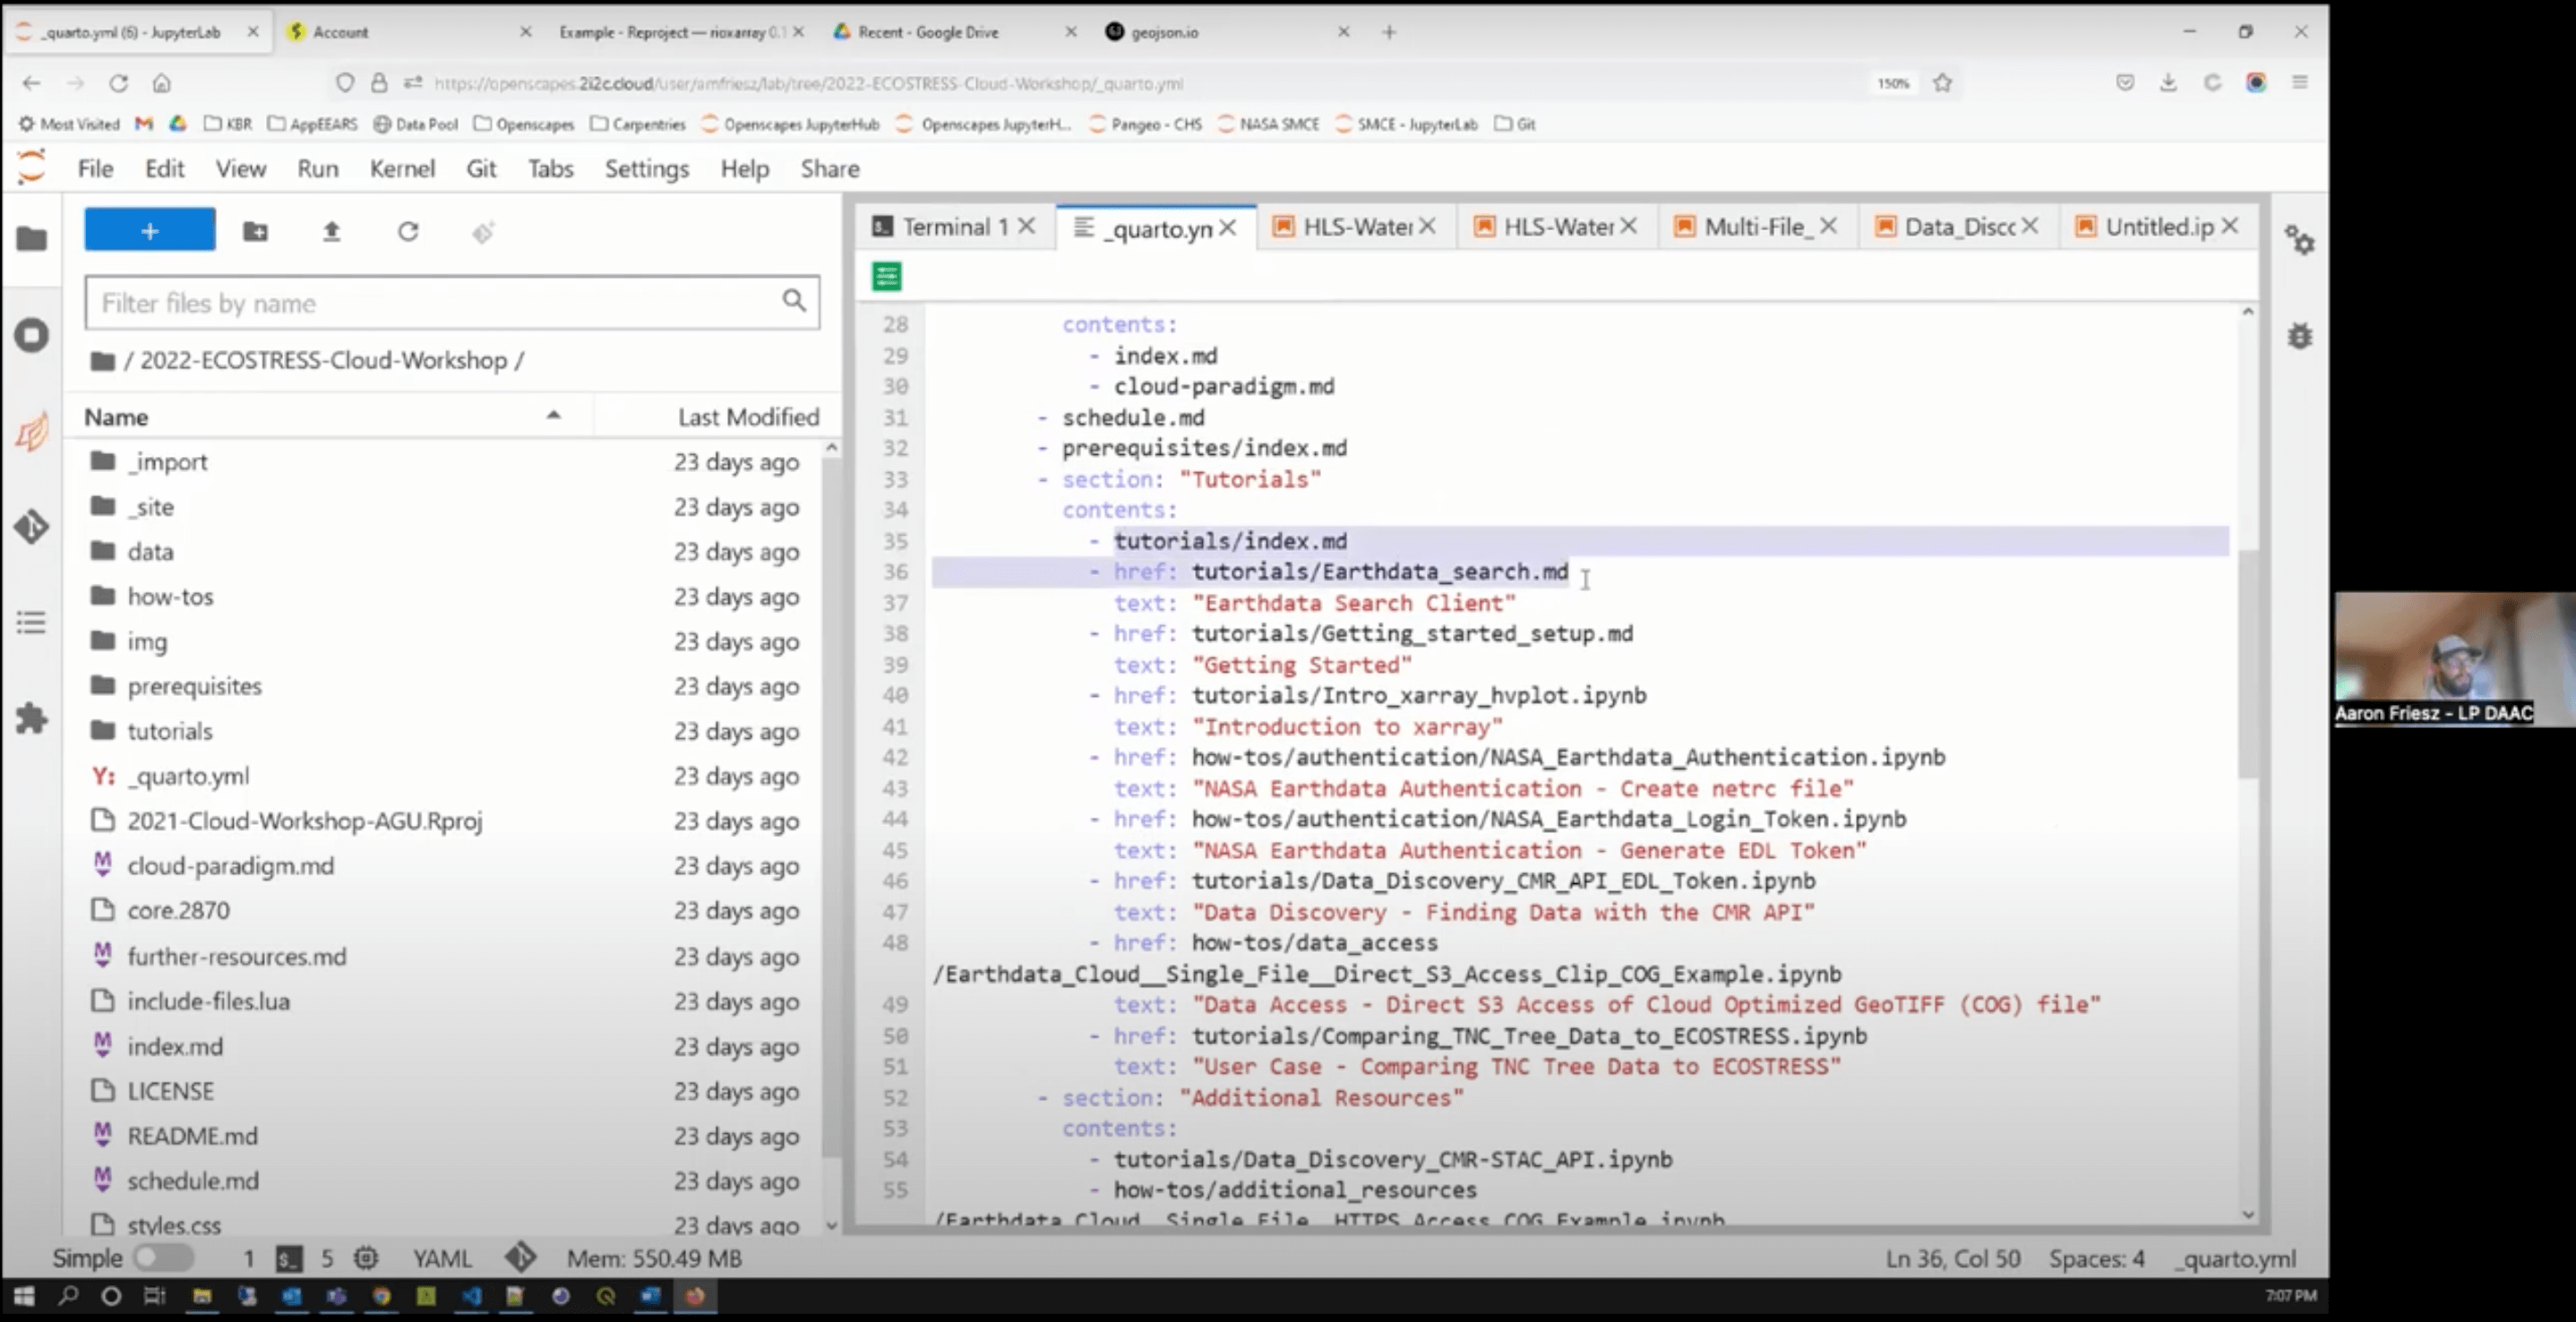 _quarto.yml (6) - JupyterLab
Account
Example - Reproject — rioxarray 0.1
Recent - Google Drive
geojson.io
https://openscapes.2i2c.cloud/user/amfriesz/lab/tree/2022-ECOSTRESS-Cloud-Workshop/_quarto.yml
150%
Most Visited
KBR
AppEEARS
Data Pool
Openscapes
Carpentries
Openscapes JupyterHub
Openscapes JupyterH...
Pangeo - CHS
NASA SMCE
SMCE - JupyterLab
Git
File Edit View Run Kernel Git Tabs Settings Help Share
Terminal 1
_quarto.yn
HLS-Water
HLS-Water
Multi-File_
Data_Disco
Untitled.ip
Filter files by name
/ 2022-ECOSTRESS-Cloud-Workshop /
Name Last Modified
_import 23 days ago
_site 23 days ago
data 23 days ago
how-tos 23 days ago
img 23 days ago
prerequisites 23 days ago
tutorials 23 days ago
Y: _quarto.yml 23 days ago
2021-Cloud-Workshop-AGU.Rproj 23 days ago
cloud-paradigm.md 23 days ago
core.2870 23 days ago
further-resources.md 23 days ago
include-files.lua 23 days ago
index.md 23 days ago
LICENSE 23 days ago
README.md 23 days ago
schedule.md 23 days ago
styles.css 23 days ago
28 contents:
29 - index.md
30 - cloud-paradigm.md
31 - schedule.md
32 - prerequisites/index.md
33 - section: "Tutorials"
34 contents:
35 - tutorials/index.md
36 - href: tutorials/Earthdata_search.md
37 text: "Earthdata Search Client"
38 - href: tutorials/Getting_started_setup.md
39 text: "Getting Started"
40 - href: tutorials/Intro_xarray_hvplot.ipynb
41 text: "Introduction to xarray"
42 - href: how-tos/authentication/NASA_Earthdata_Authentication.ipynb
43 text: "NASA Earthdata Authentication - Create netrc file"
44 - href: how-tos/authentication/NASA_Earthdata_Login_Token.ipynb
45 text: "NASA Earthdata Authentication - Generate EDL Token"
46 - href: tutorials/Data_Discovery_CMR_API_EDL_Token.ipynb
47 text: "Data Discovery - Finding Data with the CMR API"
48 - href: how-tos/data_access
/Earthdata_Cloud__Single_File__Direct_S3_Access_Clip_COG_Example.ipynb
49 text: "Data Access - Direct S3 Access of Cloud Optimized GeoTIFF (COG) file"
50 - href: tutorials/Comparing_TNC_Tree_Data_to_ECOSTRESS.ipynb
51 text: "User Case - Comparing TNC Tree Data to ECOSTRESS"
52 - section: "Additional Resources"
53 contents:
54 - tutorials/Data_Discovery_CMR-STAC_API.ipynb
55 - how-tos/additional_resources
/Earthdata_Cloud__Single_File__HTTPS_Access_COG_Example.ipynb
Aaron Friesz - LP DAAC
Simple 1 5 YAML Mem: 550.49 MB Ln 36, Col 50 Spaces: 4 _quarto.yml
7:07 PM